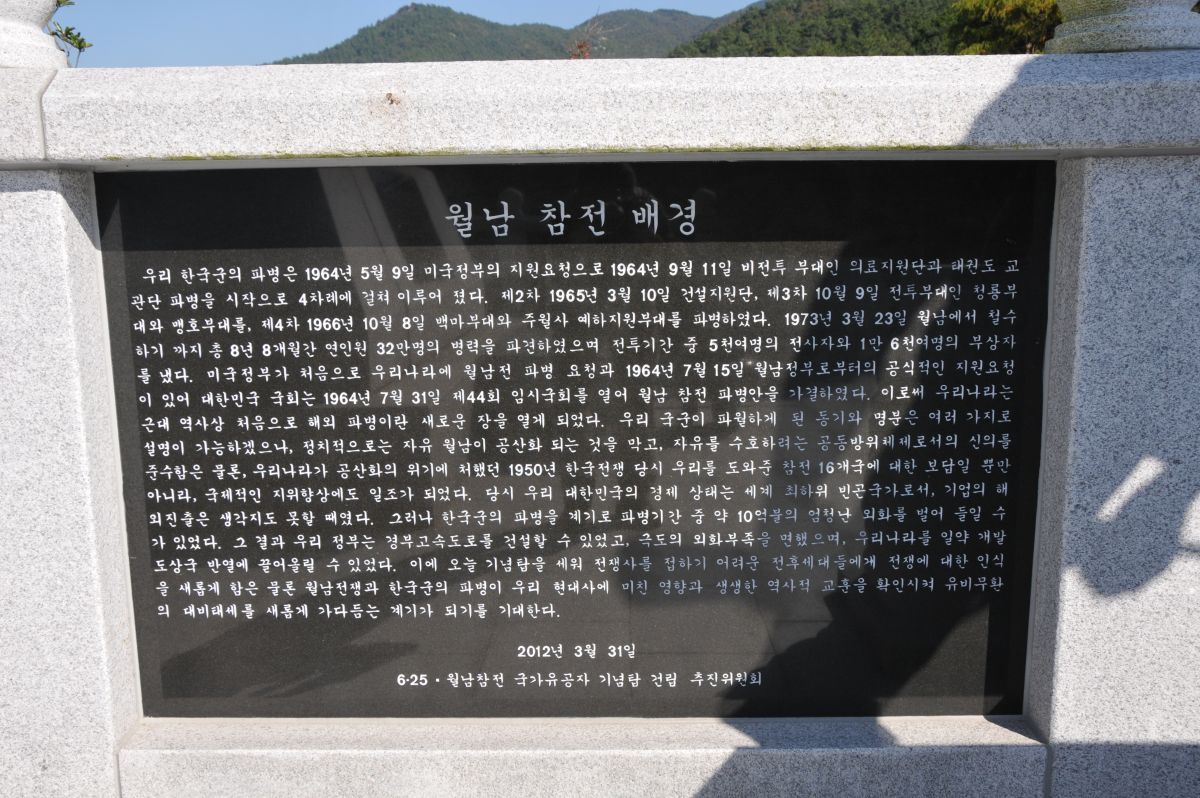 월남 참전 배경
우리 한국군의 파병은 1964년 5월 9일 미국정부의 지원요청으로 1964년 9월 11일 비전투 부대인 의료지원단과 태권도 교
관단 파병을 시작으로 4차례에 걸쳐 이루어 졌다. 제2차 1965년 3월 10일 건설지원단, 제3차 10월 9일 전투부대인 청룡부
대와 맹호부대를, 제4차 1966년 10월 8일 백마부대와 주월사 예하지원부대를 파병하였다. 1973년 3월 23일 월남에서 철수
하기 까지 총 8년 8개월간 연인원 32만명의 병력을 파견하였으며 전투기간 중 5천여명의 전사자와 1만 6천여명의 부상자
를 냈다. 미국정부가 처음으로 우리나라에 월남전 파병 요청과 1964년 7월 15일 월남정부로부터의 공식적인 지원요청
이 있어 대한민국 국회는 1964년 7월 31일 제44회 임시국회를 열어 월남 참전 파병안을 가결하였다. 이로써 우리나라는
근대 역사상 처음으로 해외 파병이란 새로운 장을 열게 되었다. 우리 국군이 파월하게 된 동기와 명분은 여러 가지로
설명이 가능하겠으나, 정치적으로는 자유 월남이 공산화 되는 것을 막고, 자유를 수호하려는 공동방위체제로서의 신의를
준수함은 물론, 우리나라가 공산화의 위기에 처했던 1950년 한국전쟁 당시 우리를 도와준 참전 16개국에 대한 보답일 뿐만
아니라, 국제적인 지위향상에도 일조가 되었다. 당시 우리 대한민국의 경제 상태는 세계 최하위 빈곤국가로서, 기업의 해
외진출은 생각지도 못할 때였다. 그러나 한국군의 파병을 계기로 파병기간 중 약 10억불의 엄청난 외화를 벌어 들일 수
가 있었다. 그 결과 우리 정부는 경부고속도로를 건설할 수 있었고, 극도의 외화부족을 면했으며, 우리나라를 일약 개발
도상국 반열에 끌어올릴 수 있었다. 이에 오늘 기념탑을 세워 전쟁사를 접하기 어려운 전후세대들에게 전쟁에 대한 인식
을 새롭게 함은 물론 월남전쟁과 한국군의 파병이 우리 현대사에 미친 영향과 생생한 역사적 교훈을 확인시켜 유비무환
의 대비태세를 새롭게 가다듬는 계기가 되기를 기대한다.
2012년 3월 31일
6·25 · 월남참전 국가유공자 기념탑 건립 추진위원회